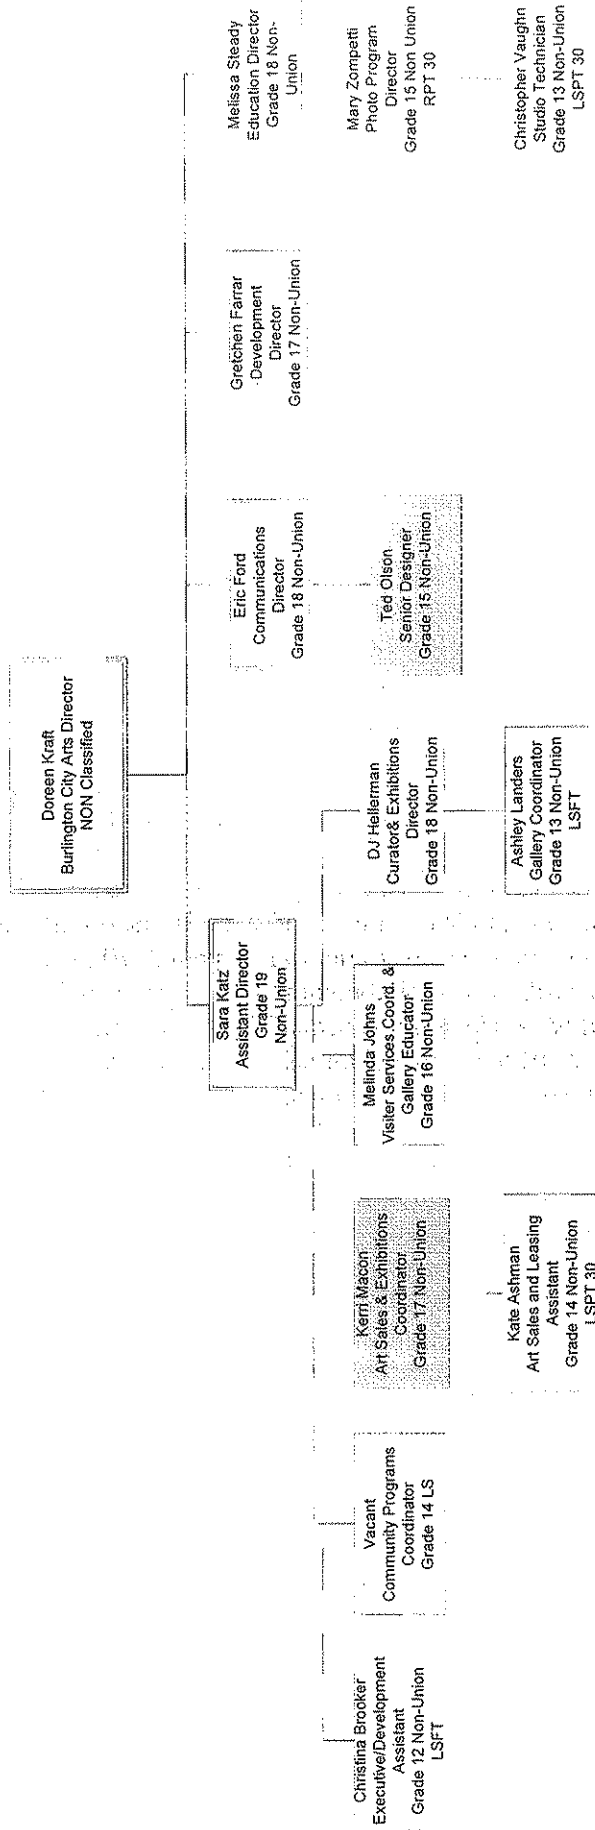 Doreen Kraft
Burlington City Arts Director
NON Classified
Sara Katz
Assistant Director
Grade 19
Non-Union
Eric Ford
Communications
Director
Grade 18 Non-Union
Gretchen Farrar
Development
Director
Grade 17 Non-Union
Melissa Steady
Education Director
Grade 18 Non-
Union
Christina Brooker
Executive/Development
Assistant
Grade 12 Non-Union
LSFT
Vacant
Community Programs
Coordinator
Grade 14 LS
Kerri Macon
Art Sales & Exhibitions
Coordinator
Grade 17 Non-Union
Melinda Johns
Visiter Services Coord. &
Gallery Educator
Grade 16 Non-Union
DJ Hellerman
Curator& Exhibitions
Director
Grade 18 Non-Union
Ted Olson
Senior Designer
Grade 15 Non-Union
Mary Zompetti
Photo Program
Director
Grade 15 Non Union
RPT 30
Kate Ashman
Art Sales and Leasing
Assistant
Grade 14 Non-Union
LSPT 30
Ashley Landers
Gallery Coordinator
Grade 13 Non-Union
LSFT
Christopher Vaughn
Studio Technician
Grade 13 Non-Union
LSPT 30